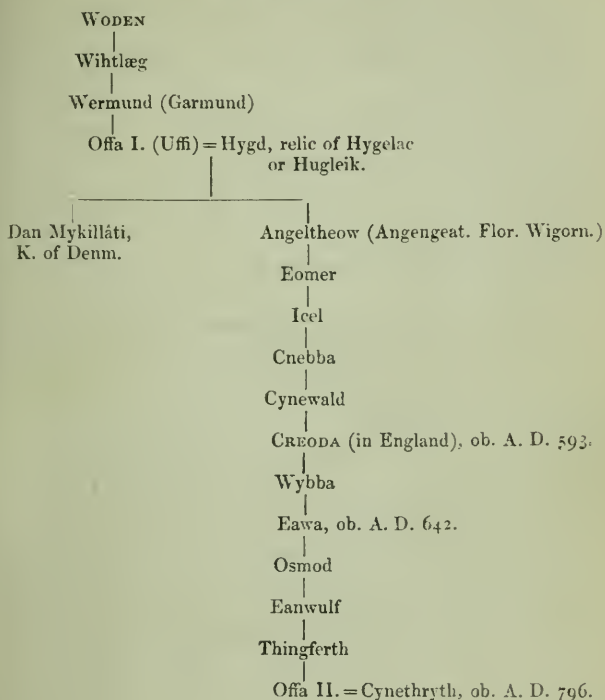 WODEN
Wihtlæg
Wermund (Garmund)
Offa I. (Uffi) = Hygd, relic of Hygelac
or Hugleik.
Dan Mykilláti,
K. of Denm.
Angeltheow (Angengeat. Flor. Wigorn.)
Eomer
Icel
Cnebba
Cynewald
CREODA (in England), ob. A. D. 593.
Wybba
Eawa, ob. A. D. 642.
Osmod
Eanwulf
Thingferth
Offa II. = Cynethryth, ob. A. D. 796.